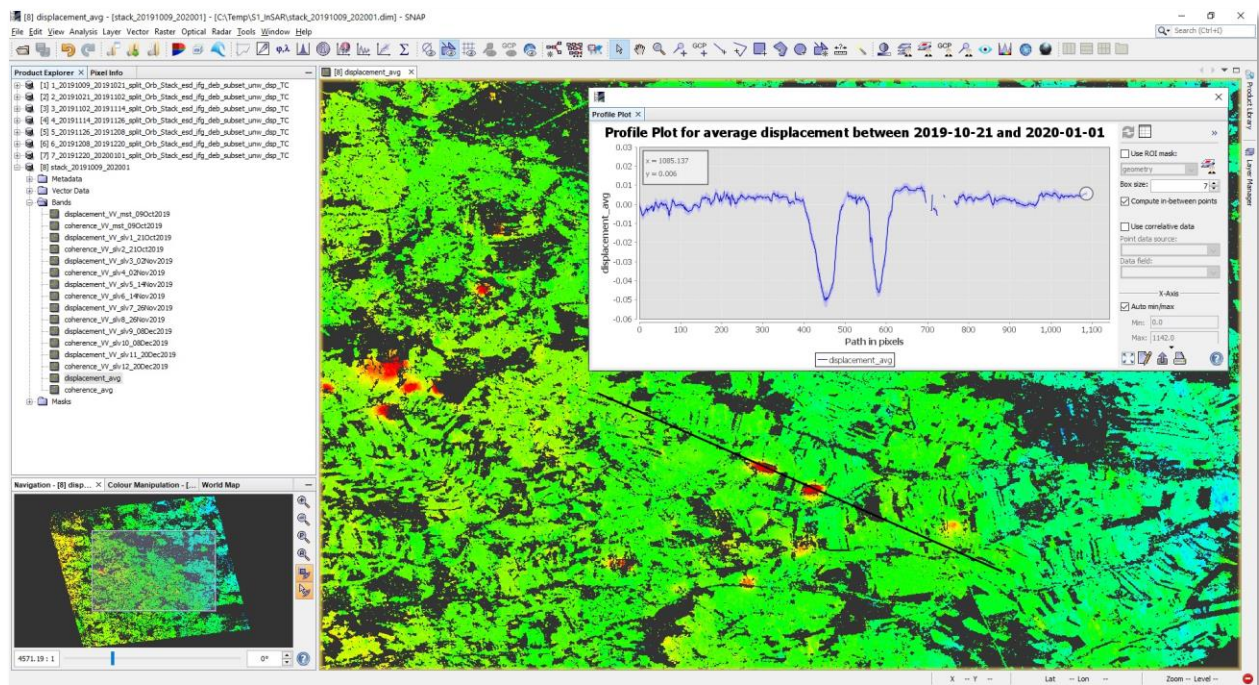 [8] displacement_avg - [stack_20191009_202001] - [C:\Temp\S1_InSAR\stack_20191009_202001.dim] - SNAP
File Edit View Analysis Layer Vector Raster Optical Radar Tools Window Help
Search (Ctrl+I)
Product Explorer Pixel Info
[1] 1_20191009_20191021_split_Orb_Stack_esd_jfg_deb_subset_unw_dsp_TC
[2] 2_20191021_20191102_split_Orb_Stack_esd_jfg_deb_subset_unw_dsp_TC
[3] 3_20191102_20191114_split_Orb_Stack_esd_jfg_deb_subset_unw_dsp_TC
[4] 4_20191114_20191126_split_Orb_Stack_esd_jfg_deb_subset_unw_dsp_TC
[5] 5_20191126_20191208_split_Orb_Stack_esd_jfg_deb_subset_unw_dsp_TC
[6] 6_20191208_20191220_split_Orb_Stack_esd_jfg_deb_subset_unw_dsp_TC
[7] 7_20191220_20200101_split_Orb_Stack_esd_jfg_deb_subset_unw_dsp_TC
[8] stack_20191009_202001
Metadata
Vector Data
Bands
displacement_VV_mst_09Oct2019
coherence_VV_mst_09Oct2019
displacement_VV_slv1_21Oct2019
coherence_VV_slv2_21Oct2019
displacement_VV_slv3_02Nov2019
coherence_VV_slv4_02Nov2019
displacement_VV_slv5_14Nov2019
coherence_VV_slv6_14Nov2019
displacement_VV_slv7_26Nov2019
coherence_VV_slv8_26Nov2019
displacement_VV_slv9_08Dec2019
coherence_VV_slv10_08Dec2019
displacement_VV_slv11_20Dec2019
coherence_VV_slv12_20Dec2019
displacement_avg
coherence_avg
Masks
Navigation - [8] disp... Colour Manipulation - [... World Map
4571.19 : 1
0°
[8] displacement_avg
Profile Plot
Profile Plot for average displacement between 2019-10-21 and 2020-01-01
x = 1085.137
y = 0.006
0.03
0.02
0.01
0.00
-0.01
-0.02
-0.03
-0.04
-0.05
-0.06
displacement_avg
0 100 200 300 400 500 600 700 800 900 1,000 1,100
Path in pixels
displacement_avg
Use ROI mask:
geometry
Box size: 7
Compute in-between points
Use correlative data
Point data source:
Data field:
X-Axis
Auto min/max
Min: 0.0
Max: 1142.0
Product Library
Layer Manager
X -- Y -- Lat -- Lon -- Zoom -- Level --